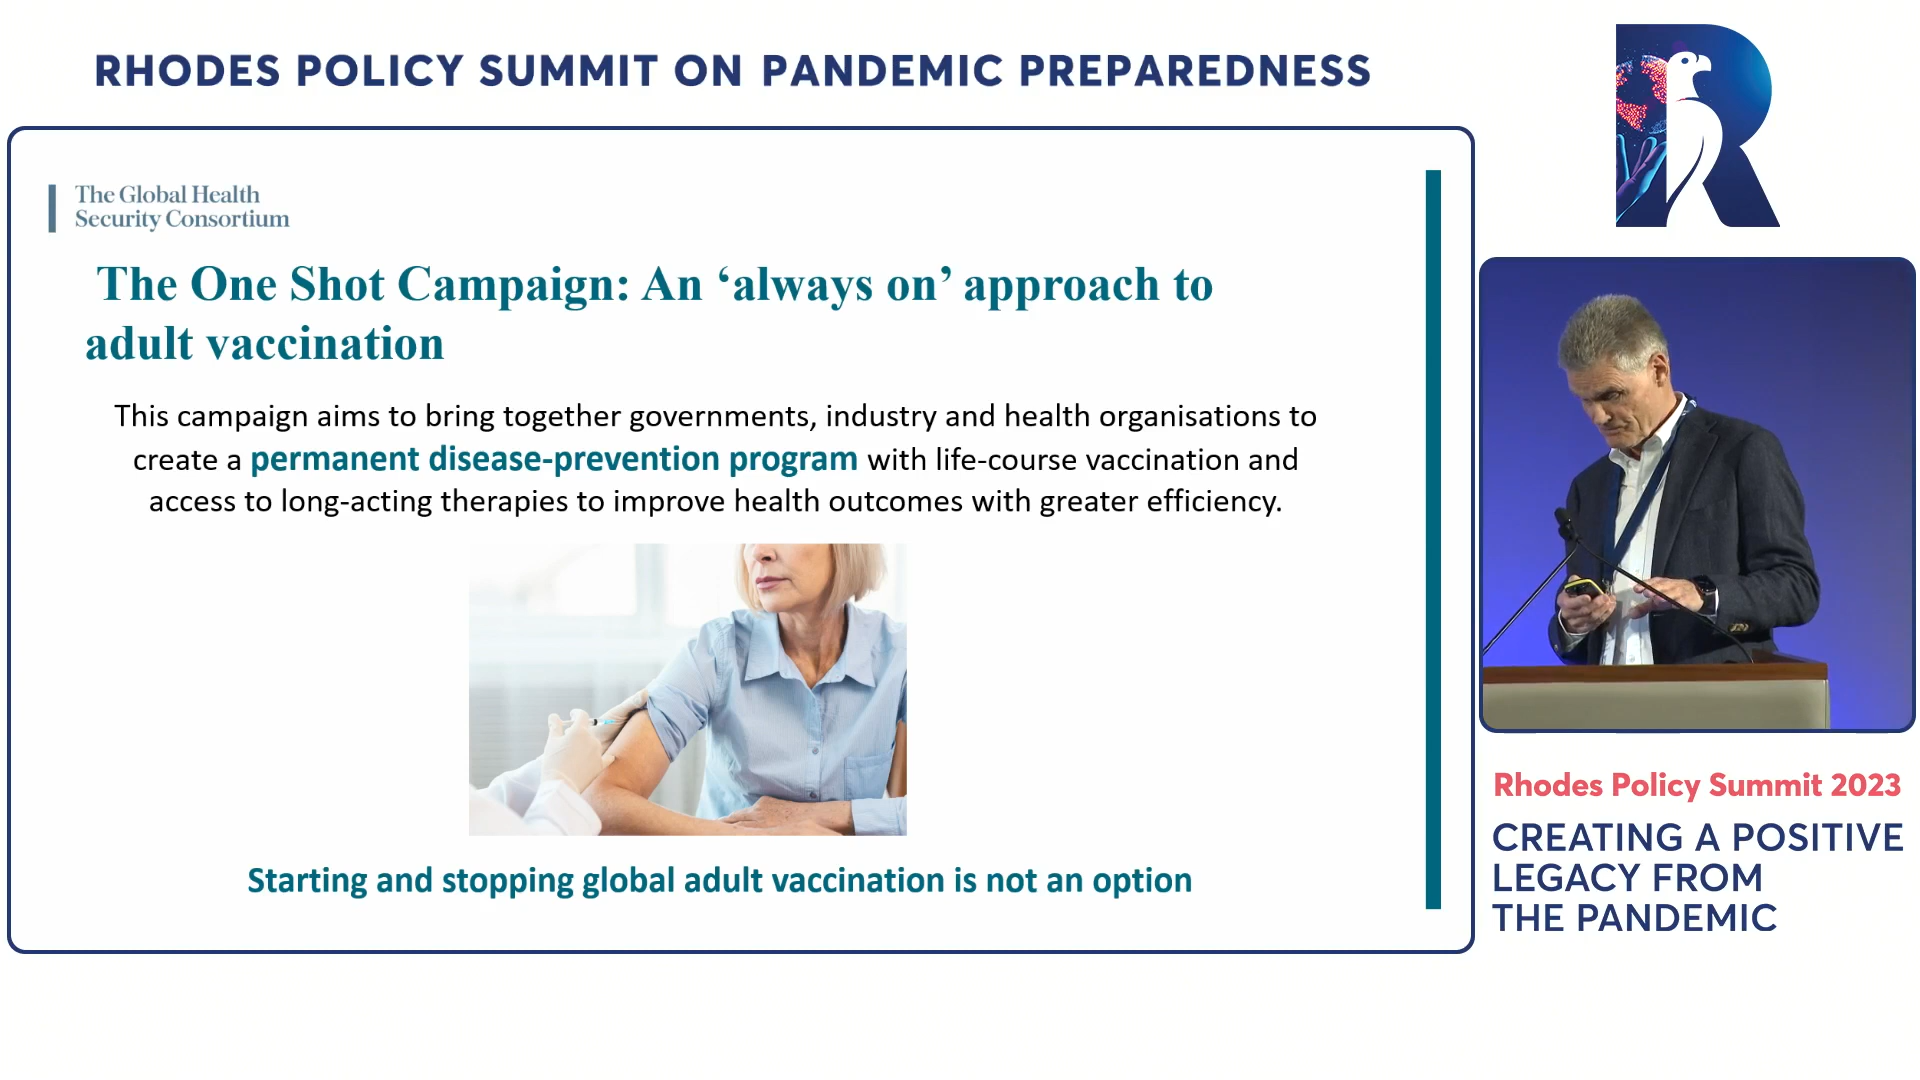 RHODES POLICY SUMMIT ON PANDEMIC PREPAREDNESS
R
The Global Health
Security Consortium
The One Shot Campaign: An ‘always on’ approach to
adult vaccination
This campaign aims to bring together governments, industry and health organisations to
create a permanent disease-prevention program with life-course vaccination and
access to long-acting therapies to improve health outcomes with greater efficiency.
Starting and stopping global adult vaccination is not an option
Rhodes Policy Summit 2023
CREATING A POSITIVE
LEGACY FROM
THE PANDEMIC